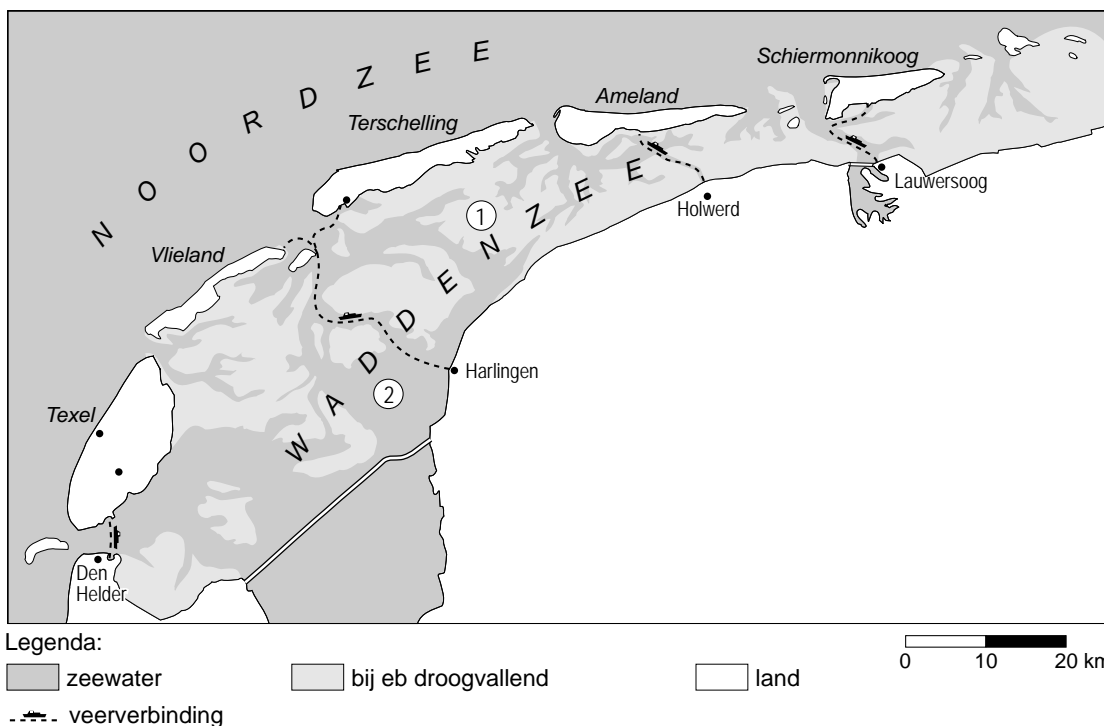 NOORDZEE
Schiermonnikoog
Ameland
Terschelling
Lauwersoog
Holwerd
1
Vlieland
WADDENZEE
Harlingen
2
Texel
Den
Helder
Legenda:
zeewater
bij eb droogvallend
land
0 10 20 km
veerverbinding